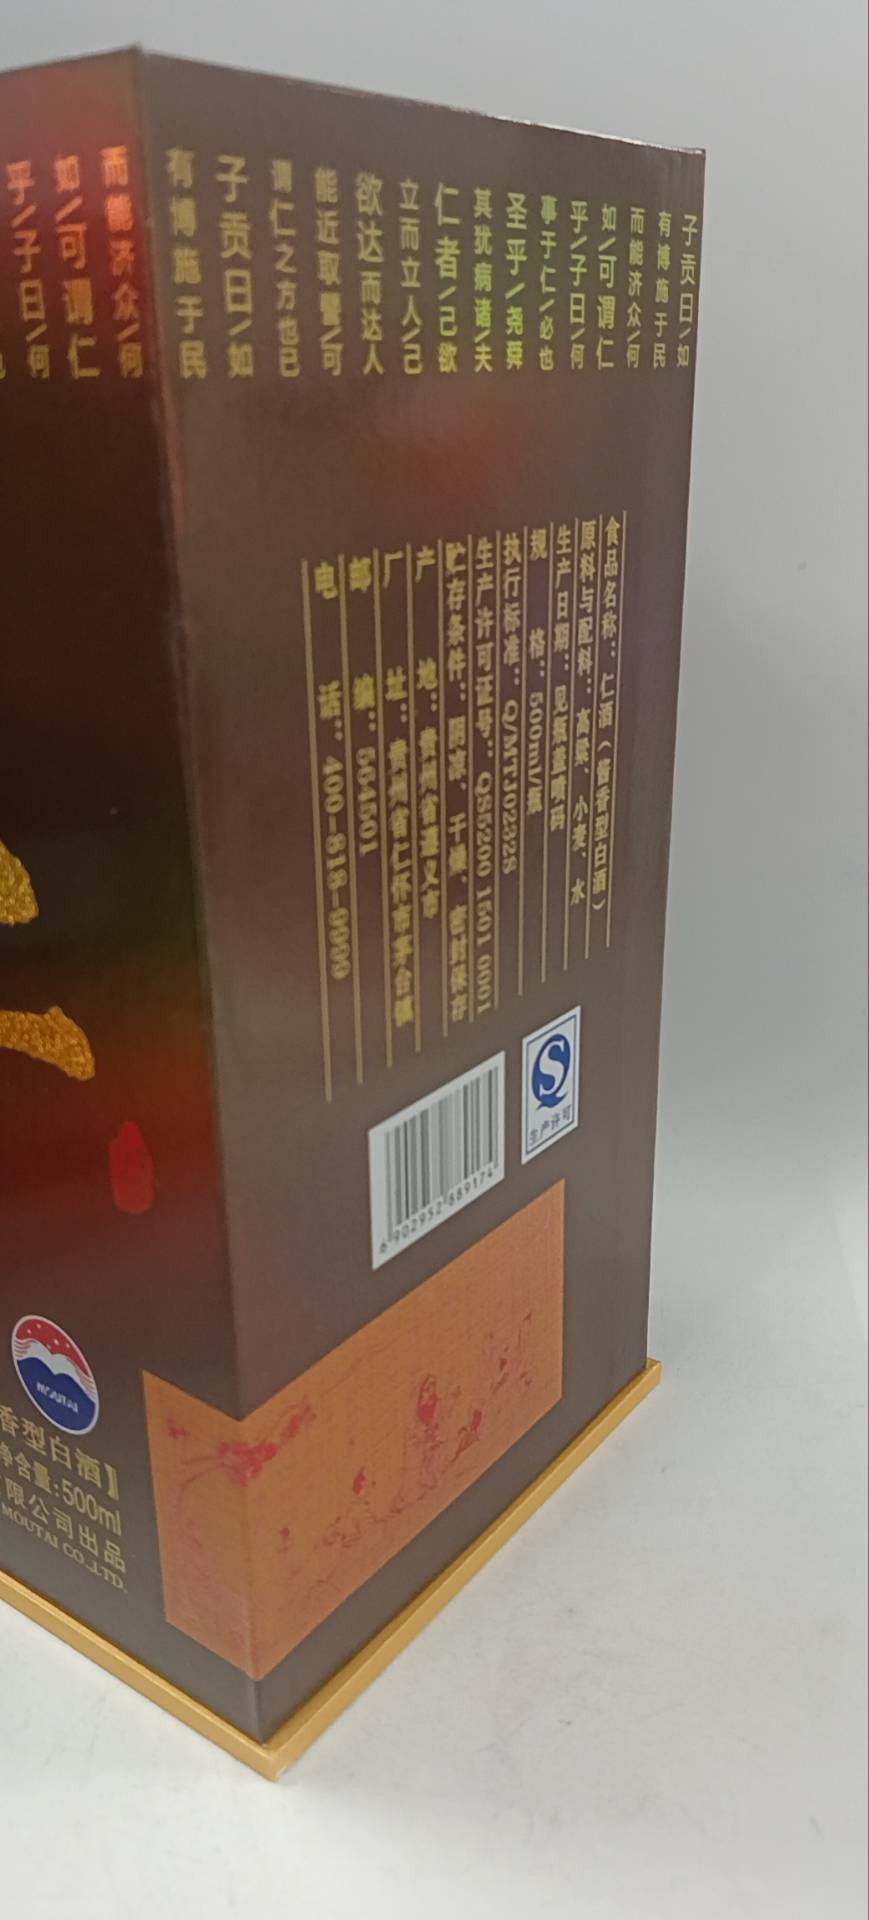 子贡曰/如
有博施于民
而能济众/何
如/可谓仁
乎/子曰/何
事于仁/必也
圣乎/尧舜
其犹病诸/夫
仁者/己欲
立而立人/己
欲达而达人
能近取譬/可
谓仁之方也已
子贡曰/如
有博施于民
而能济众/何
如/可谓仁
乎/子曰/何
食品名称：仁酒（酱香型白酒）
原料与配料：高粱、小麦、水
生产日期：见瓶盖喷码
规格：500ml/瓶
执行标准：Q/MTJ0232S
生产许可证号：QS5200 1501 0001
贮存条件：阴凉、干燥、密封保存
产地：贵州省遵义市
厂址：贵州省仁怀市茅台镇
邮编：564501
电话：400-818-9999
生产许可
6 902952 889174
MOUTAI
香型白酒】
净含量:500ml
限公司出品
MOUTAI CO.,LTD.